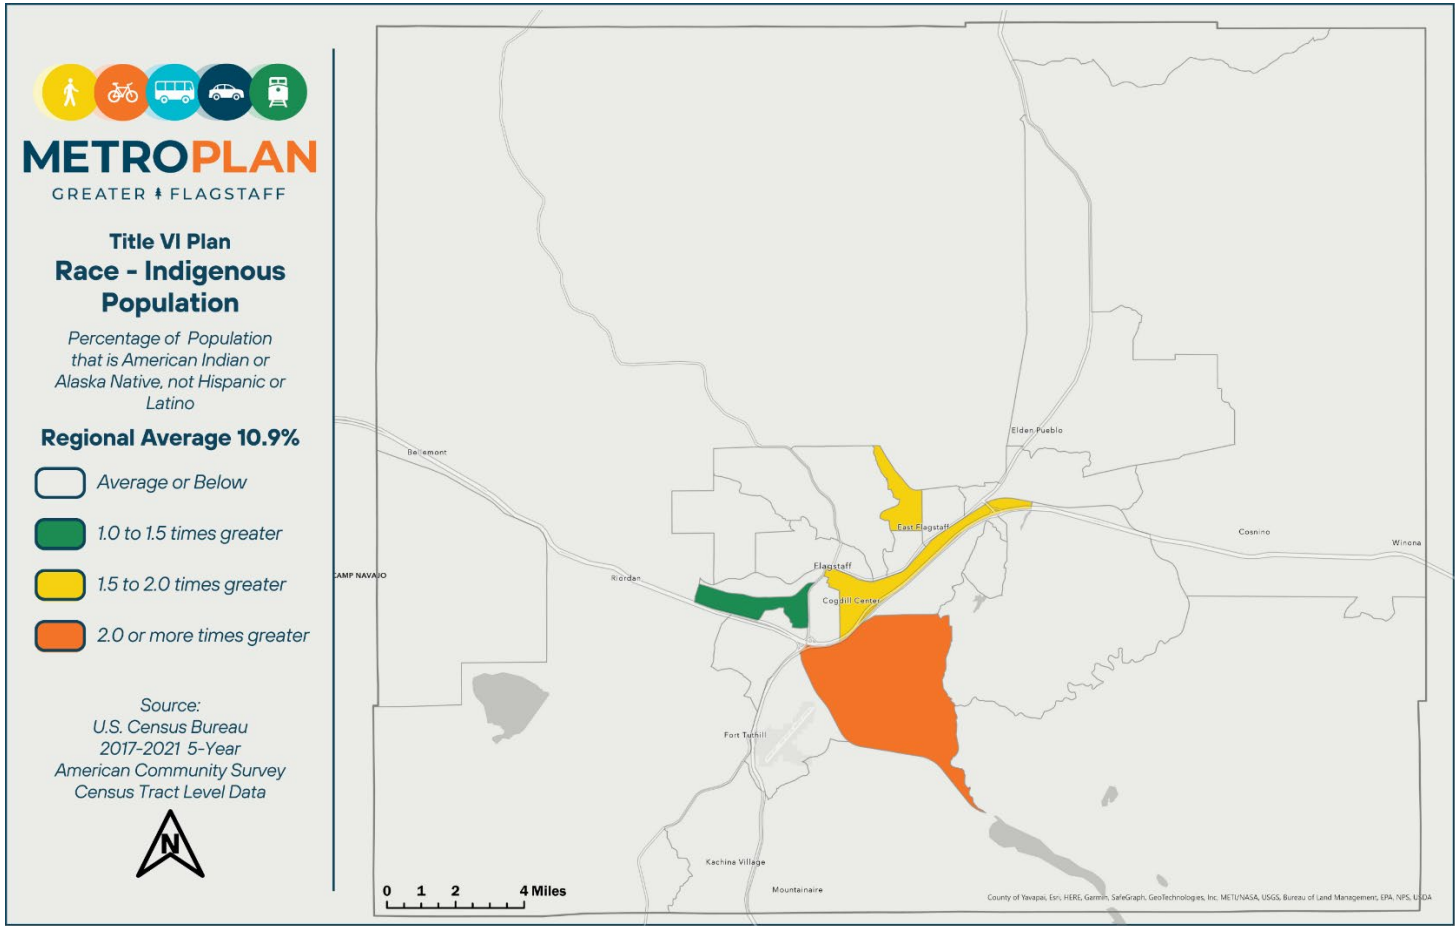 METROPLAN
GREATER FLAGSTAFF
Title VI Plan
Race - Indigenous
Population
Percentage of Population
that is American Indian or
Alaska Native, not Hispanic or
Latino
Regional Average 10.9%
Average or Below
1.0 to 1.5 times greater
1.5 to 2.0 times greater
2.0 or more times greater
Source:
U.S. Census Bureau
2017-2021 5-Year
American Community Survey
Census Tract Level Data
N
Elden Pueblo
Bellemont
East Flagstaff
Cosnino
Winona
Flagstaff
CAMP NAVAJO
Riordan
Cogdill Center
Fort Tuthill
Kachina Village
Mountainaire
0 1 2 4 Miles
County of Yavapai, Esri, HERE, Garmin, SafeGraph, GeoTechnologies, Inc, METI/NASA, USGS, Bureau of Land Management, EPA, NPS, USDA